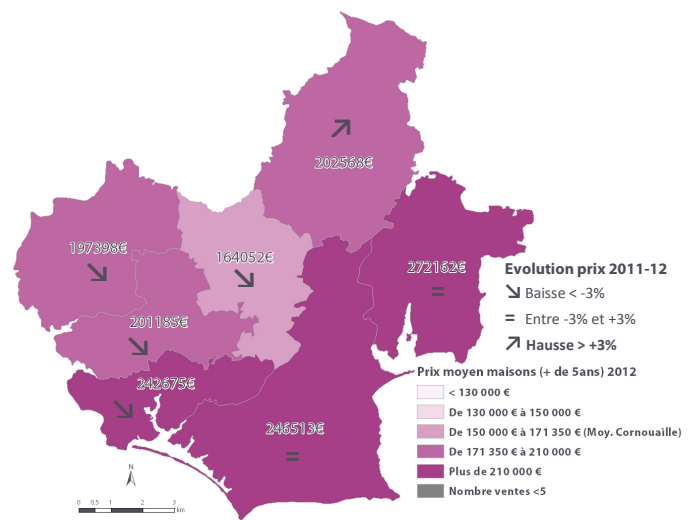 202568€
197398€
164052€
272162€
201185€
242675€
246513€
Evolution prix 2011-12
Baisse < -3%
= Entre -3% et +3%
Hausse > +3%
Prix moyen maisons (+ de 5ans) 2012
< 130 000 €
De 130 000 € à 150 000 €
De 150 000 € à 171 350 € (Moy. Cornouaille)
De 171 350 € à 210 000 €
Plus de 210 000 €
Nombre ventes <5
N
0 0,5 1 2 3
km